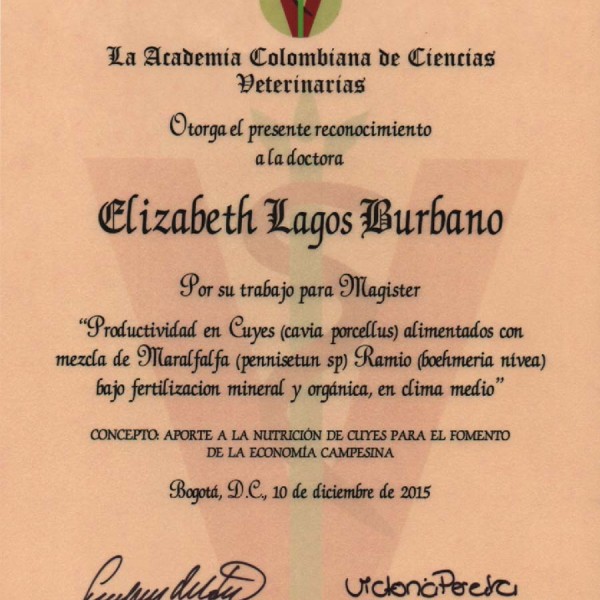 La Academia Colombiana de Ciencias
Veterinarias
Otorga el presente reconocimiento
a la doctora
Elizabeth Lagos Burbano
Por su trabajo para Magister
“Productividad en Cuyes (cavia porcellus) alimentados con
mezcla de Maralfalfa (pennisetun sp) Ramio (boehmeria nívea)
bajo fertilizacion mineral y orgánica, en clima medio”
CONCEPTO: APORTE A LA NUTRICIÓN DE CUYES PARA EL FOMENTO
DE LA ECONOMÍA CAMPESINA
Bogotá, D.C., 10 de diciembre de 2015
Victoria Pereira